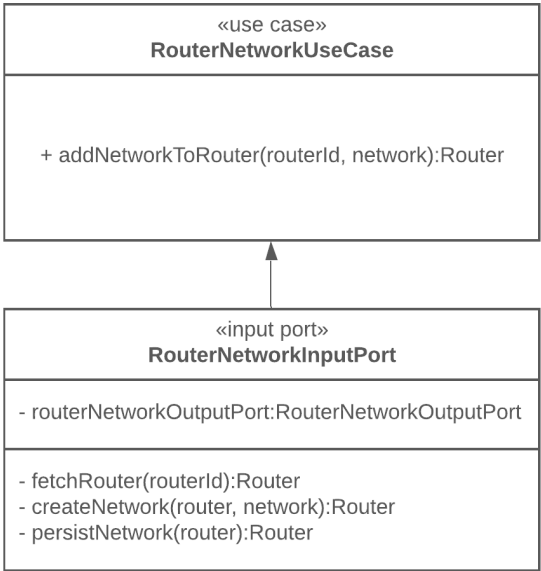 «use case»
RouterNetworkUseCase
+ addNetworkToRouter(routerId, network):Router
«input port»
RouterNetworkInputPort
- routerNetworkOutputPort:RouterNetworkOutputPort
- fetchRouter(routerId):Router
- createNetwork(router, network):Router
- persistNetwork(router):Router